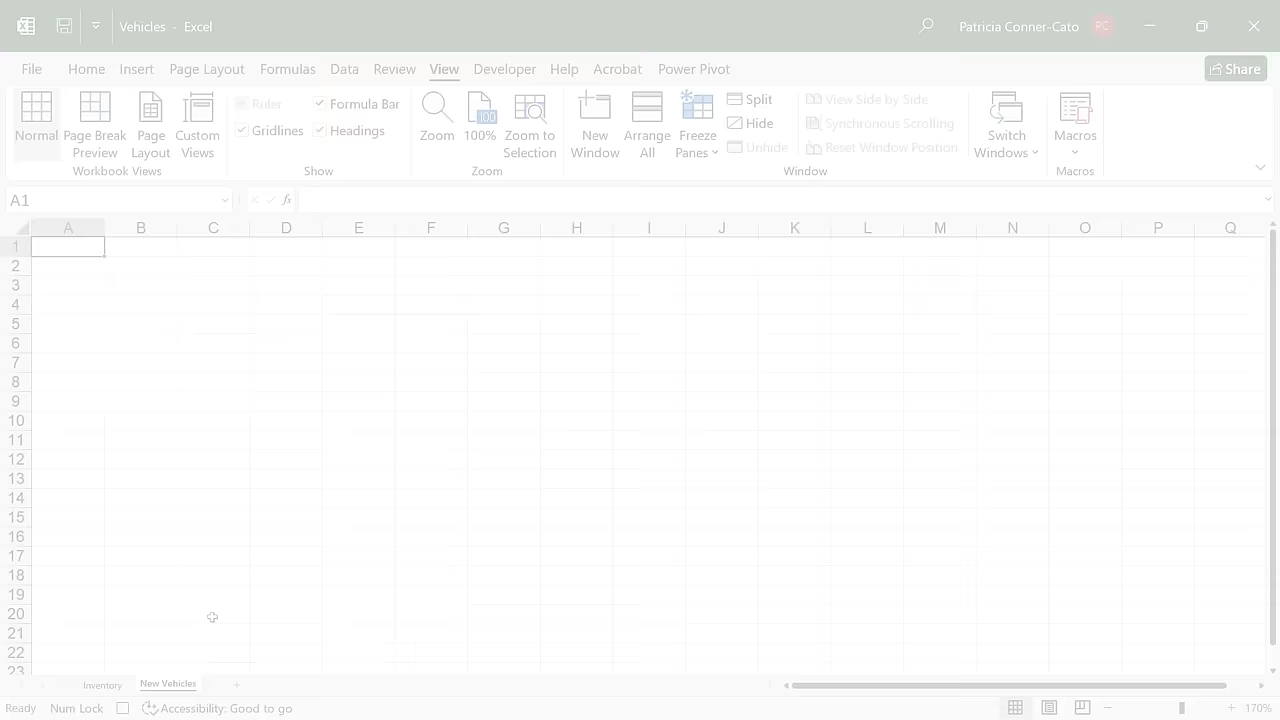 Vehicles - Excel
Patricia Conner-Cato PC
File Home Insert Page Layout Formulas Data Review View Developer Help Acrobat Power Pivot Share
Normal Page Break Preview Page Layout Custom Views
Workbook Views
Ruler Formula Bar
Gridlines Headings
Show
Zoom 100% Zoom to Selection
100
Zoom
New Window Arrange All Freeze Panes
Split
Hide
Unhide
View Side by Side
Synchronous Scrolling
Reset Window Position
Switch Windows
Window
Macros
Macros
A1 fx
A B C D E F G H I J K L M N O P Q
1
2
3
4
5
6
7
8
9
10
11
12
13
14
15
16
17
18
19
20
21
22
23
Inventory New Vehicles +
Ready Num Lock Accessibility: Good to go 170%